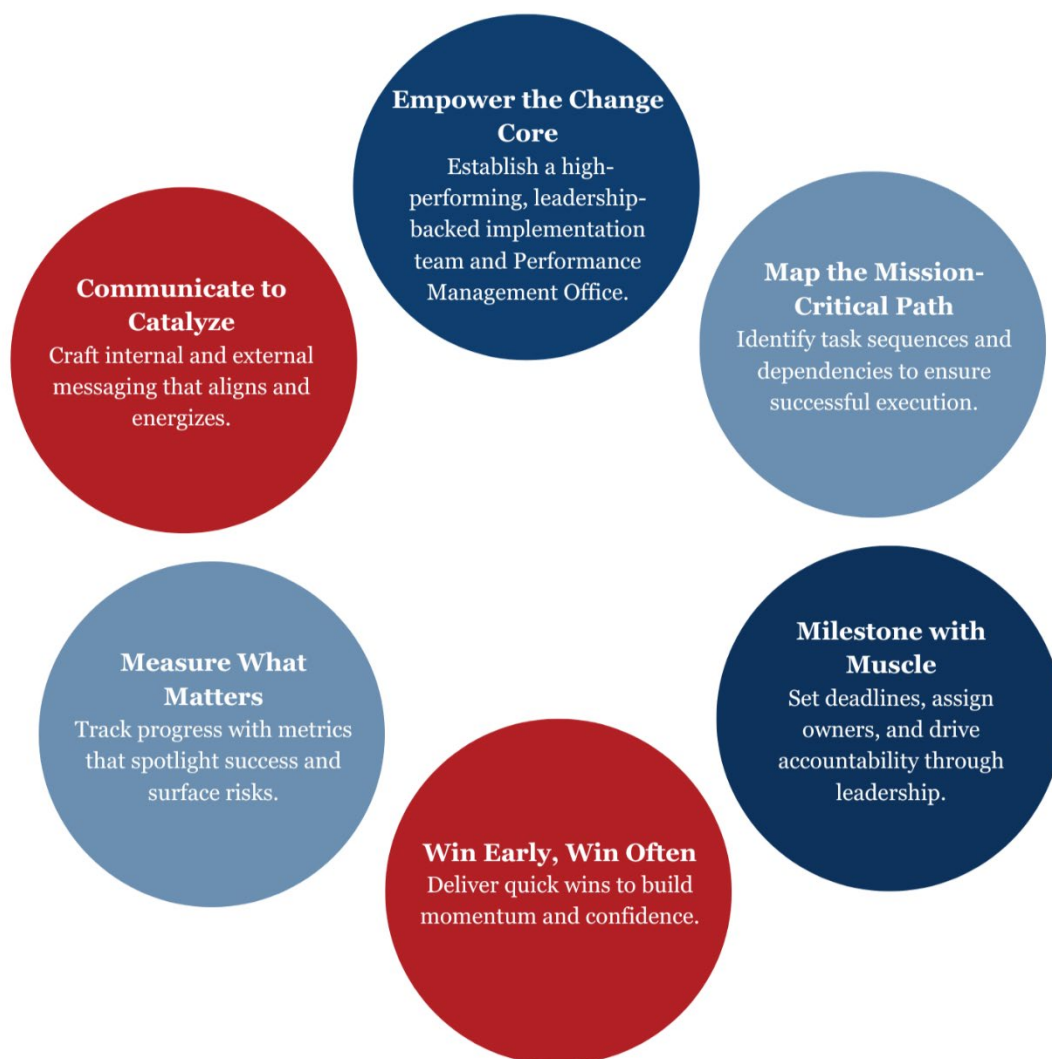 Empower the Change
Core
Establish a high-
performing, leadership-
backed implementation
team and Performance
Management Office.
Map the Mission-
Critical Path
Identify task sequences and
dependencies to ensure
successful execution.
Milestone with
Muscle
Set deadlines, assign
owners, and drive
accountability through
leadership.
Win Early, Win Often
Deliver quick wins to build
momentum and confidence.
Measure What
Matters
Track progress with metrics
that spotlight success and
surface risks.
Communicate to
Catalyze
Craft internal and external
messaging that aligns and
energizes.